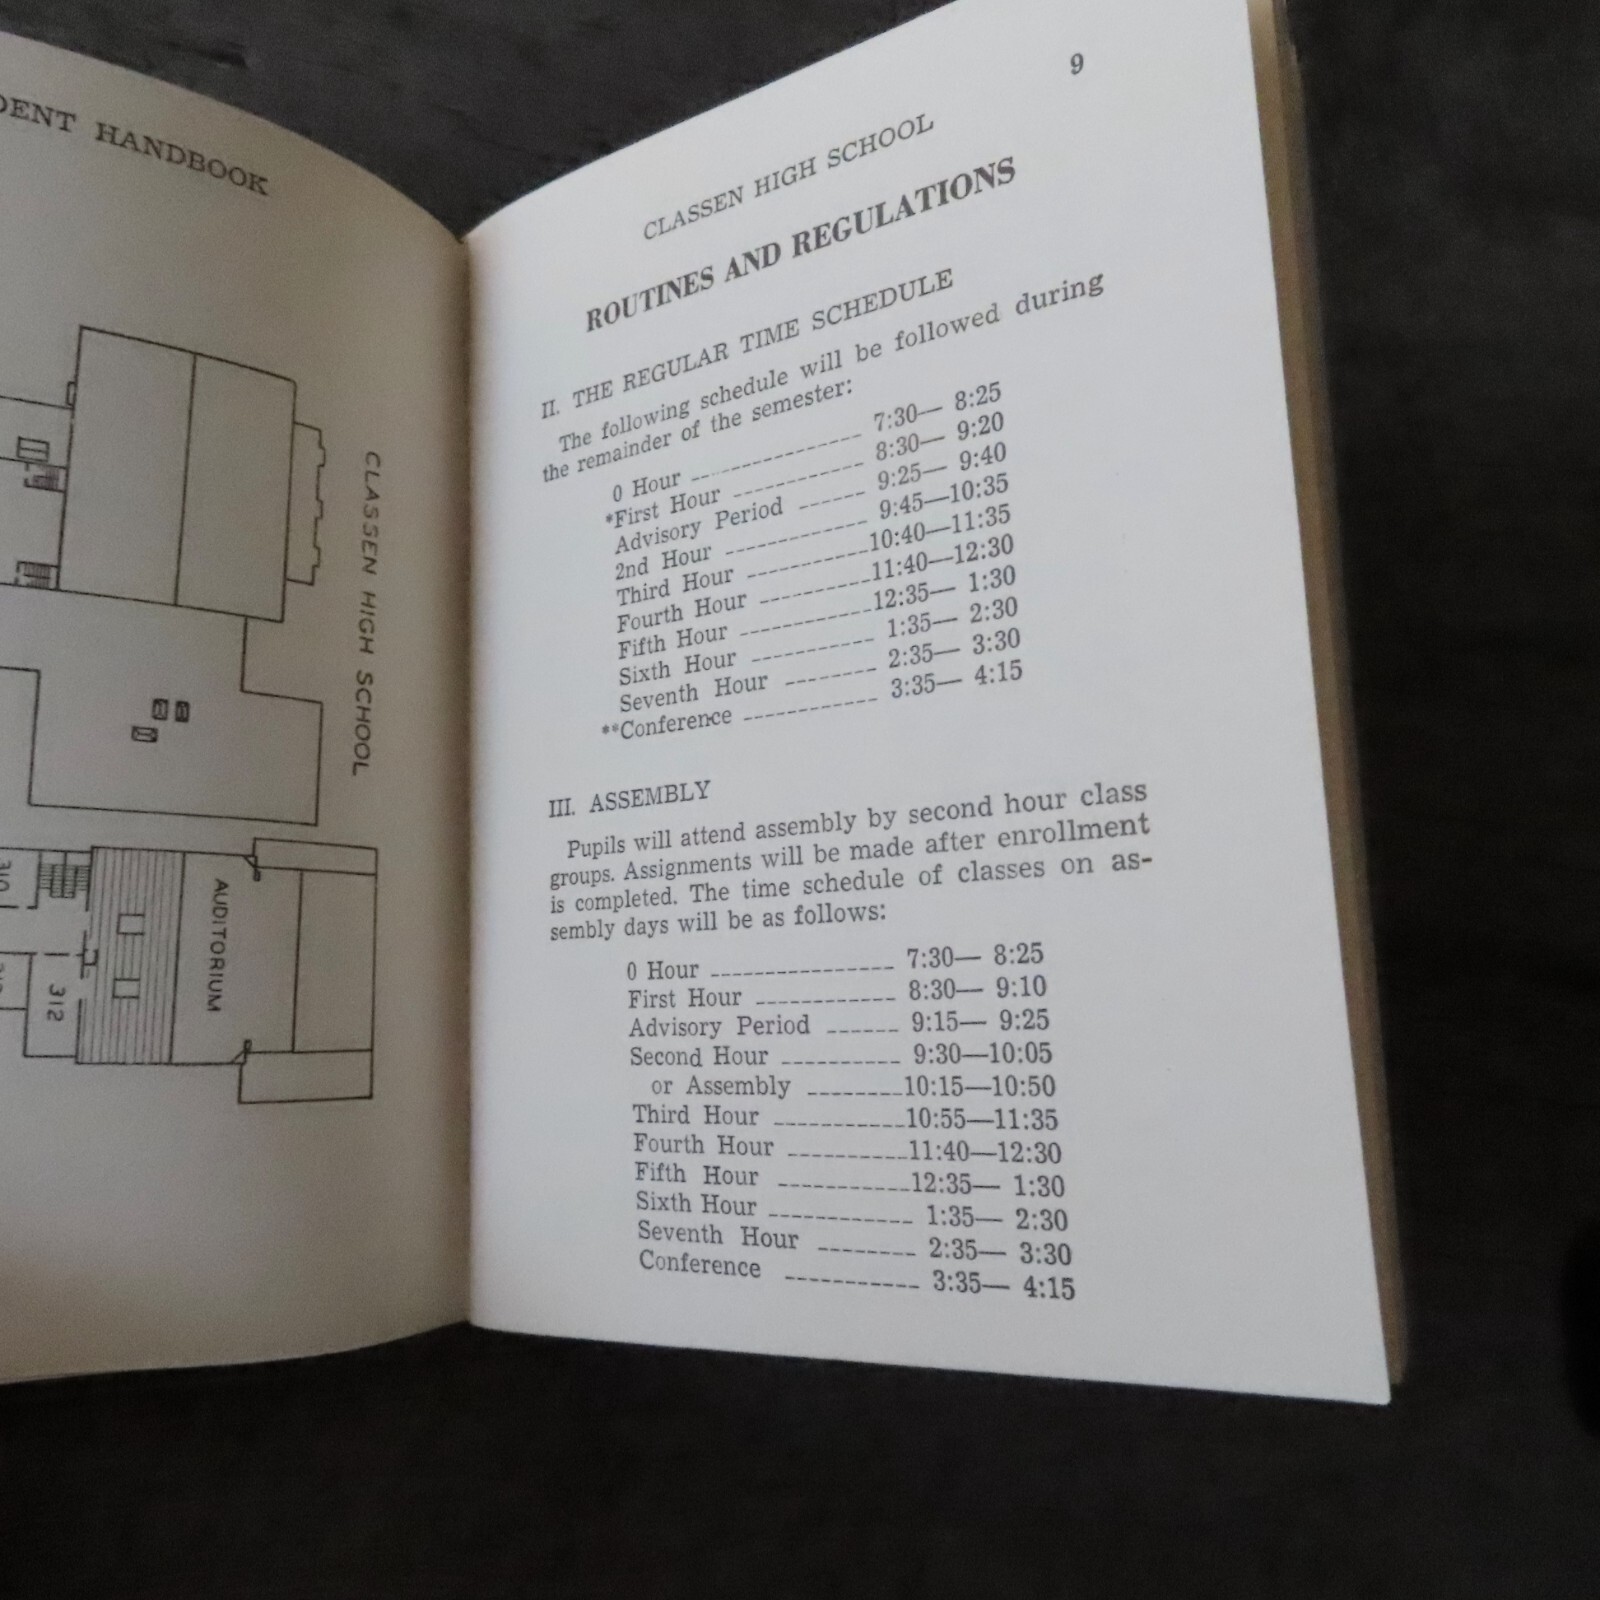 DENT HANDBOOK
CLASSEN HIGH SCHOOL
AUDITORIUM
310
312
9
CLASSEN HIGH SCHOOL
ROUTINES AND REGULATIONS
II. THE REGULAR TIME SCHEDULE
The following schedule will be followed during
the remainder of the semester:
0 Hour ---------------- 7:30— 8:25
*First Hour ------------ 8:30— 9:20
Advisory Period ------ 9:25— 9:40
2nd Hour ------------- 9:45—10:35
Third Hour -----------10:40—11:35
Fourth Hour ----------11:40—12:30
Fifth Hour ------------12:35— 1:30
Sixth Hour ----------- 1:35— 2:30
Seventh Hour -------- 2:35— 3:30
**Conference ------------ 3:35— 4:15
III. ASSEMBLY
Pupils will attend assembly by second hour class
groups. Assignments will be made after enrollment
is completed. The time schedule of classes on as-
sembly days will be as follows:
0 Hour ---------------- 7:30— 8:25
First Hour ------------ 8:30— 9:10
Advisory Period ------ 9:15— 9:25
Second Hour ---------- 9:30—10:05
or Assembly --------10:15—10:50
Third Hour -----------10:55—11:35
Fourth Hour ----------11:40—12:30
Fifth Hour -----------12:35— 1:30
Sixth Hour ------------ 1:35— 2:30
Seventh Hour -------- 2:35— 3:30
Conference ----------- 3:35— 4:15